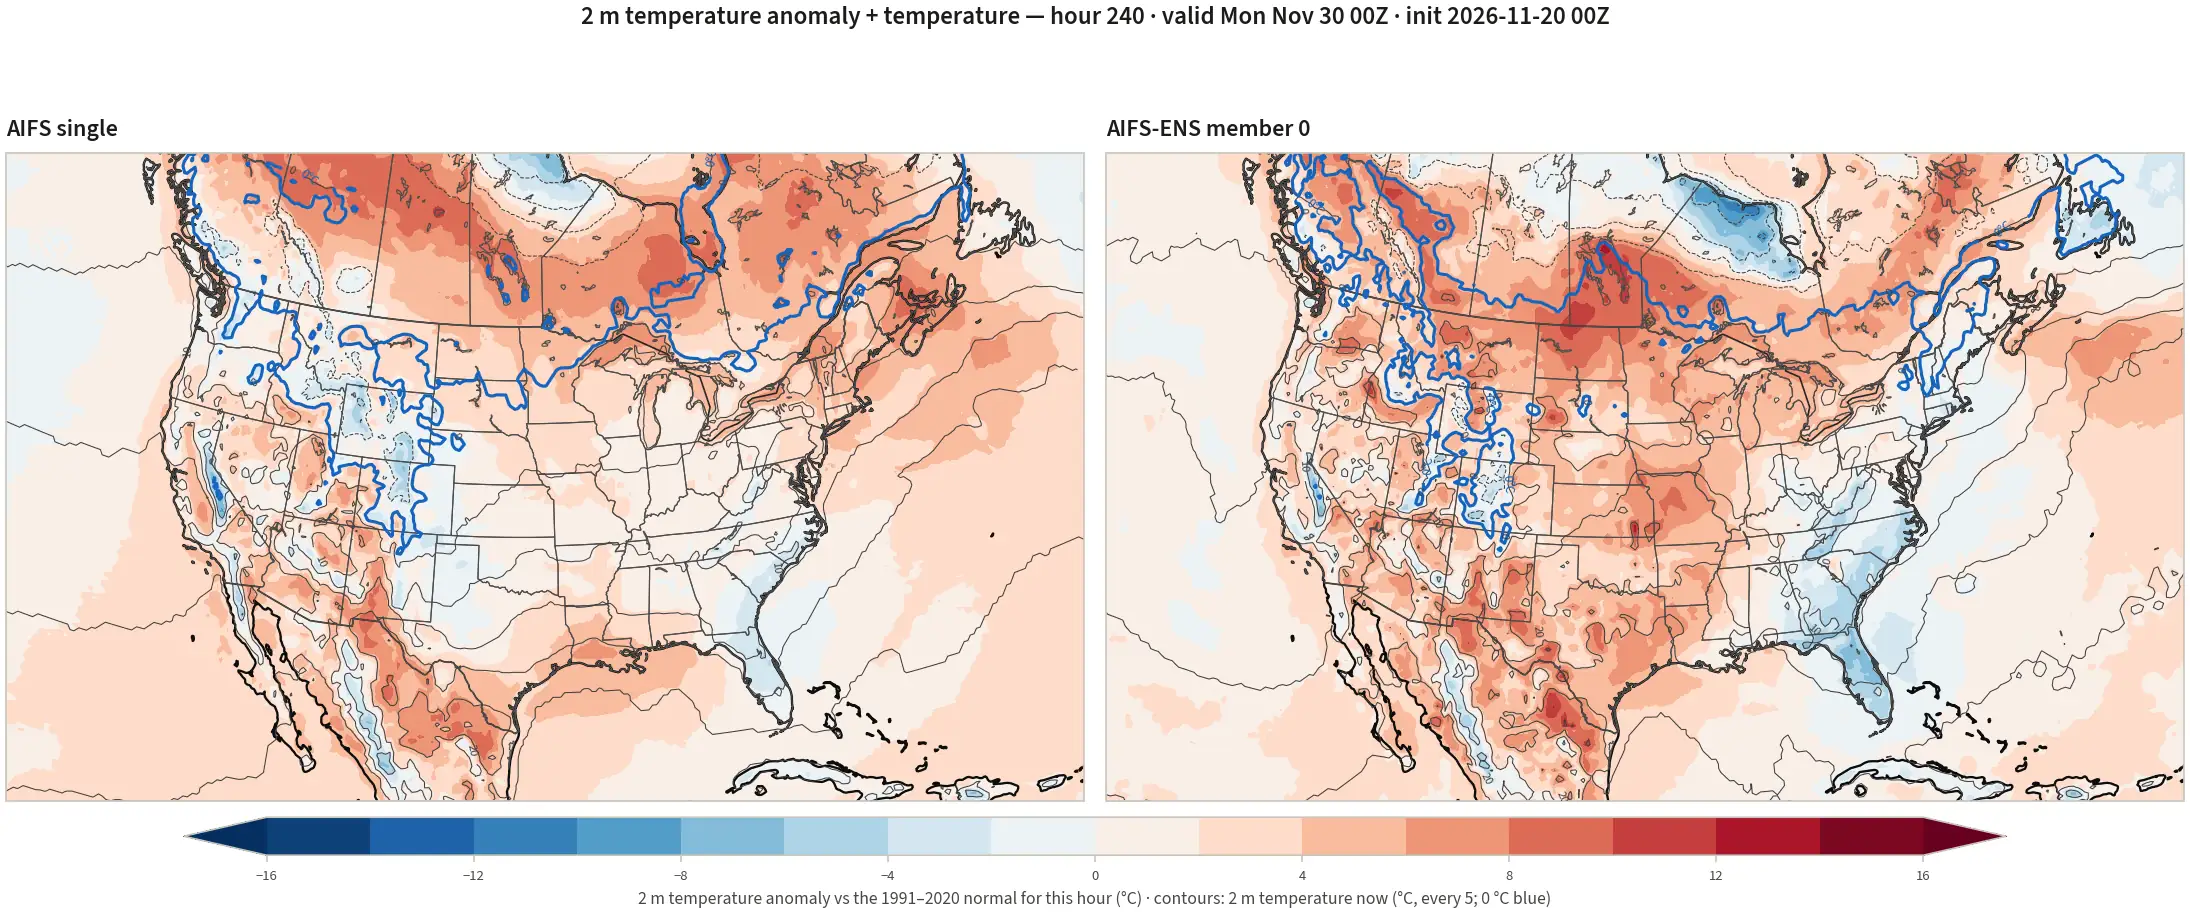 2 m temperature anomaly + temperature — hour 240 · valid Mon Nov 30 00Z · init 2026-11-20 00Z
AIFS single
AIFS-ENS member 0
−16 −12 −8 −4 0 4 8 12 16
2 m temperature anomaly vs the 1991–2020 normal for this hour (°C) · contours: 2 m temperature now (°C, every 5; 0 °C blue)